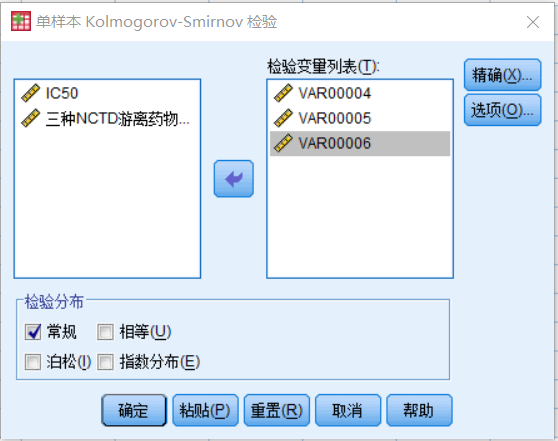 单样本 Kolmogorov-Smirnov 检验
检验变量列表(T):
IC50
三种NCTD游离药物...
VAR00004
VAR00005
VAR00006
精确(X)...
选项(O)...
检验分布
常规 相等(U)
泊松(I) 指数分布(E)
确定 粘贴(P) 重置(R) 取消 帮助